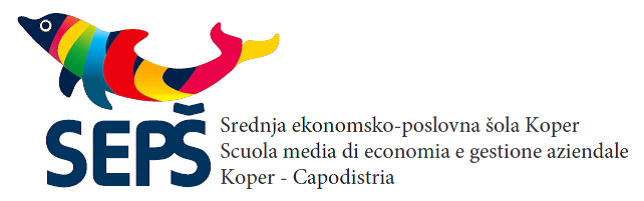 SEPŠ
Srednja ekonomsko-poslovna šola Koper
Scuola media di economia e gestione aziendale
Koper - Capodistria